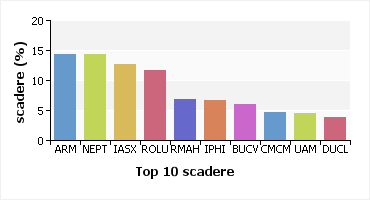 20
15
10
5
0
scadere (%)
ARM NEPT IASX ROLU RMAH IPHI BUCV CMCM UAM DUCL
Top 10 scadere